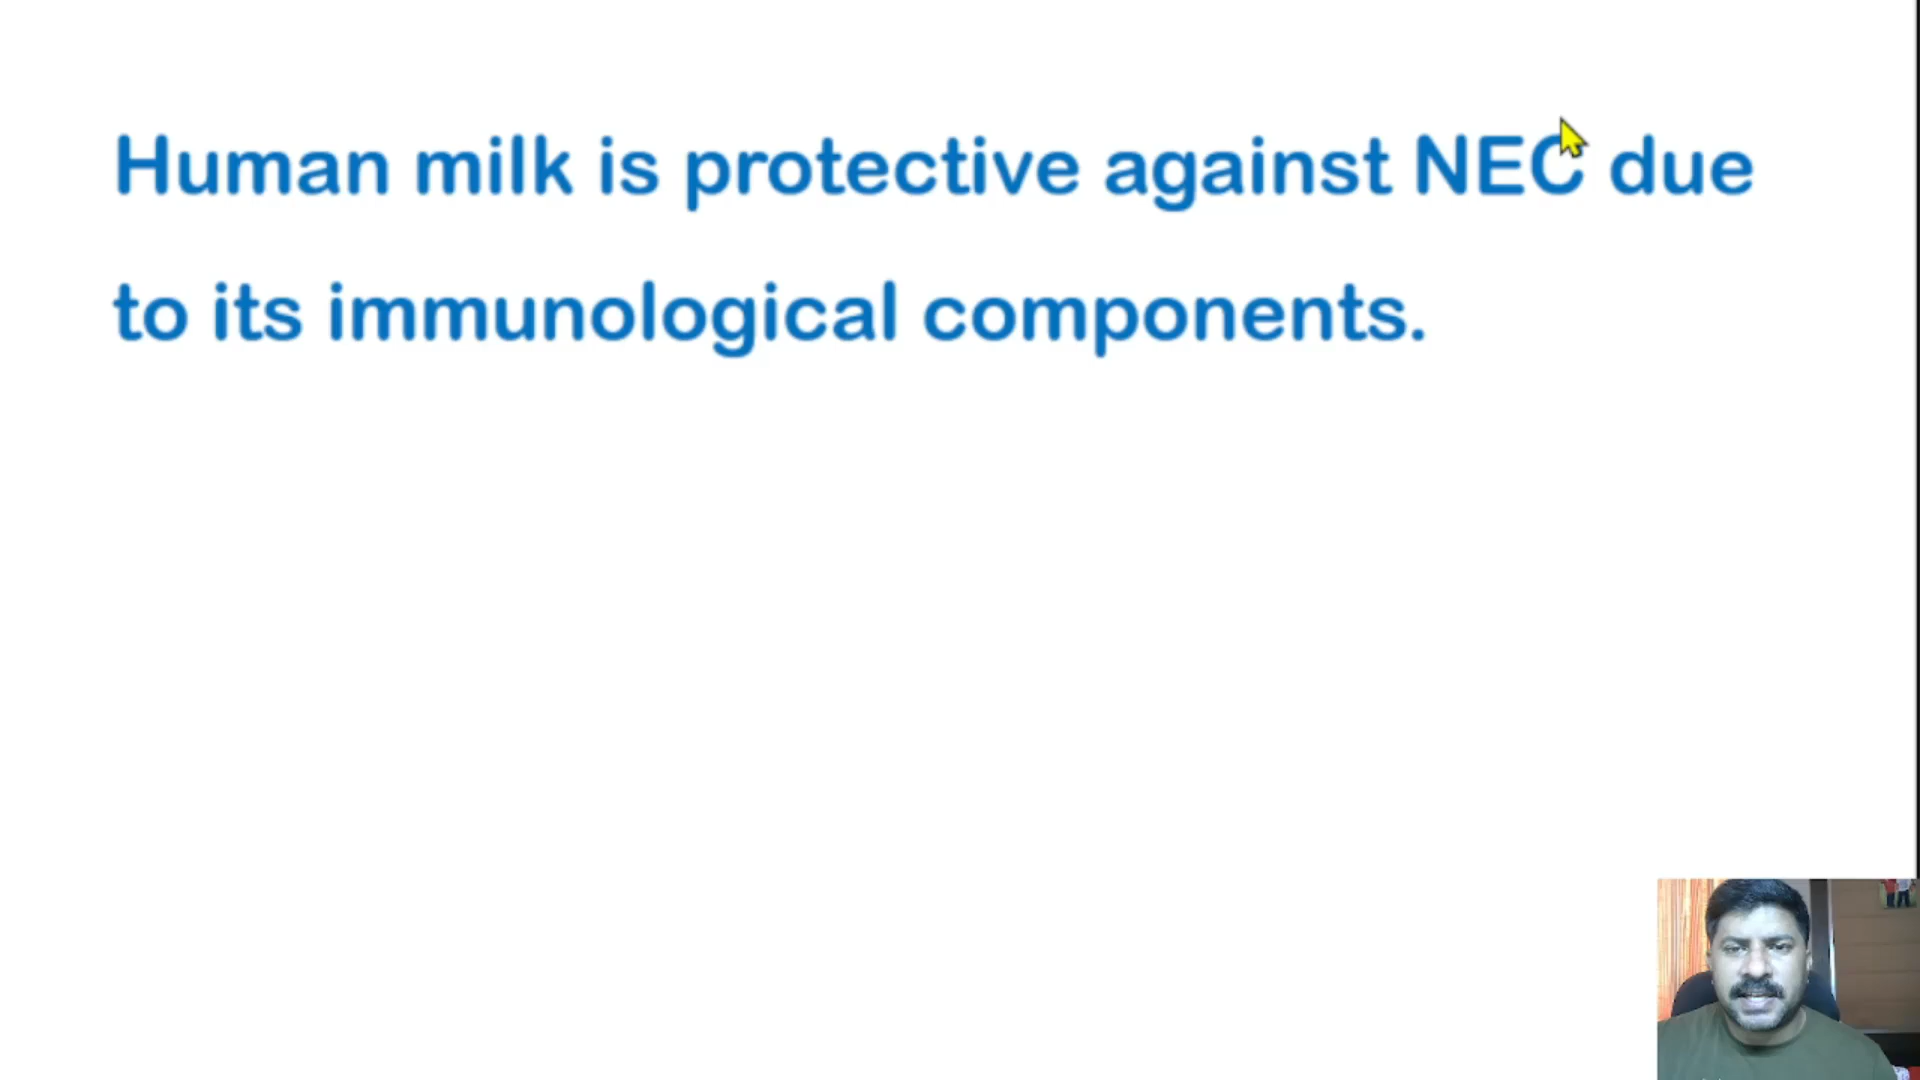 Human milk is protective against NEC due
to its immunological components.